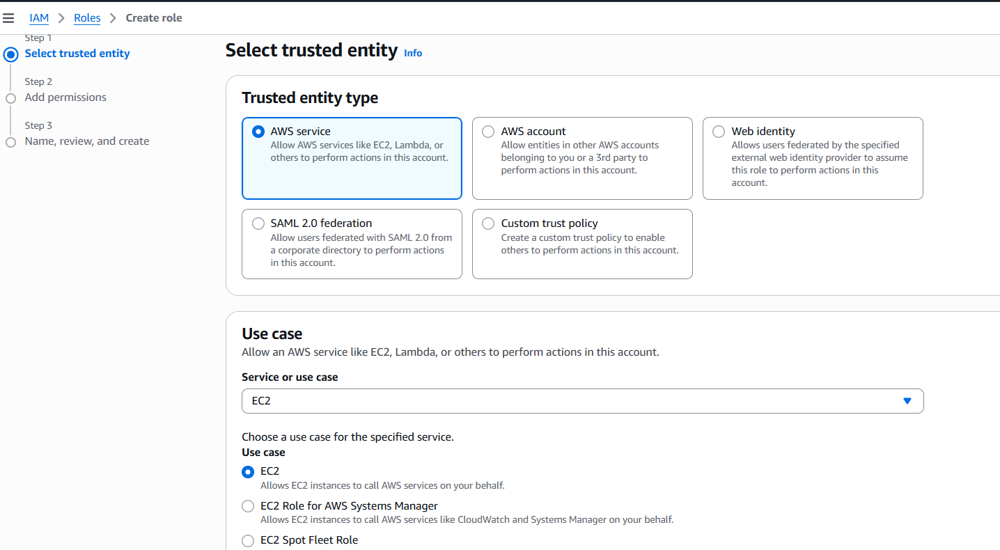 IAM > Roles > Create role
Step 1
Select trusted entity
Step 2
Add permissions
Step 3
Name, review, and create
Select trusted entity Info
Trusted entity type
AWS service
Allow AWS services like EC2, Lambda, or
others to perform actions in this account.
AWS account
Allow entities in other AWS accounts
belonging to you or a 3rd party to
perform actions in this account.
Web identity
Allows users federated by the specified
external web identity provider to assume
this role to perform actions in this
account.
SAML 2.0 federation
Allow users federated with SAML 2.0 from
a corporate directory to perform actions
in this account.
Custom trust policy
Create a custom trust policy to enable
others to perform actions in this account.
Use case
Allow an AWS service like EC2, Lambda, or others to perform actions in this account.
Service or use case
EC2
Choose a use case for the specified service.
Use case
EC2
Allows EC2 instances to call AWS services on your behalf.
EC2 Role for AWS Systems Manager
Allows EC2 instances to call AWS services like CloudWatch and Systems Manager on your behalf.
EC2 Spot Fleet Role